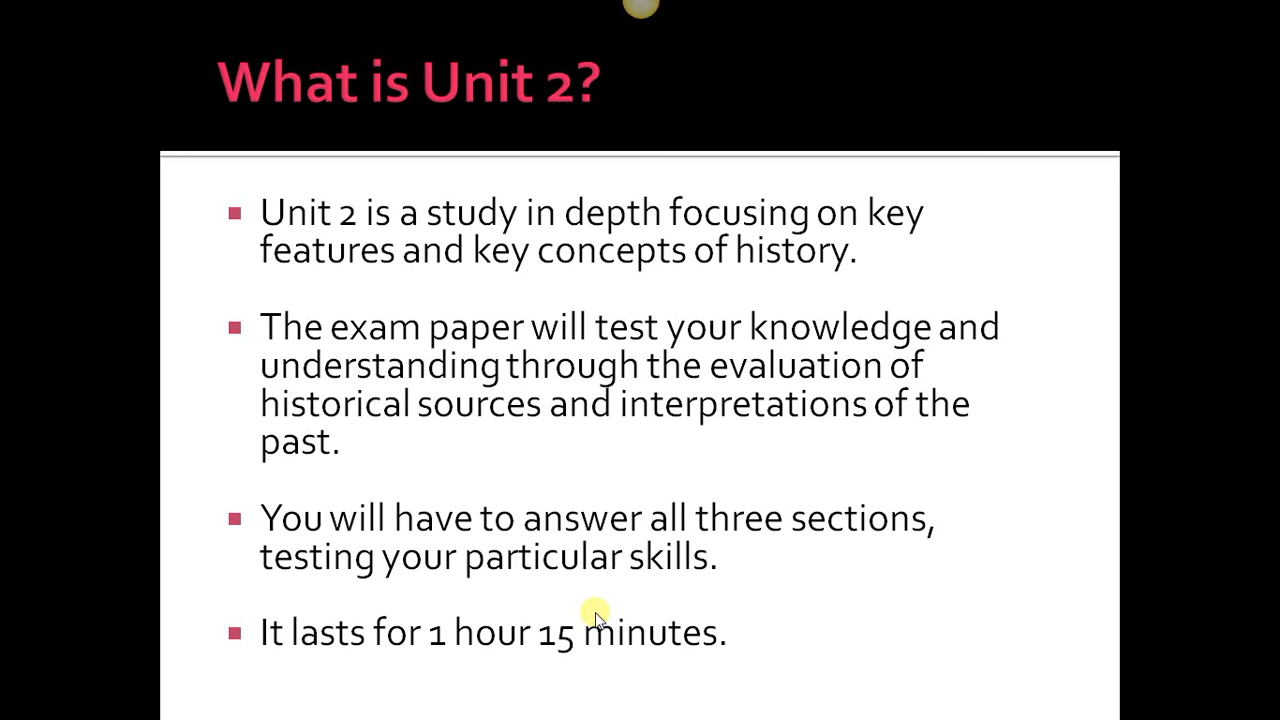 What is Unit 2?
Unit 2 is a study in depth focusing on key
features and key concepts of history.
The exam paper will test your knowledge and
understanding through the evaluation of
historical sources and interpretations of the
past.
You will have to answer all three sections,
testing your particular skills.
It lasts for 1 hour 15 minutes.